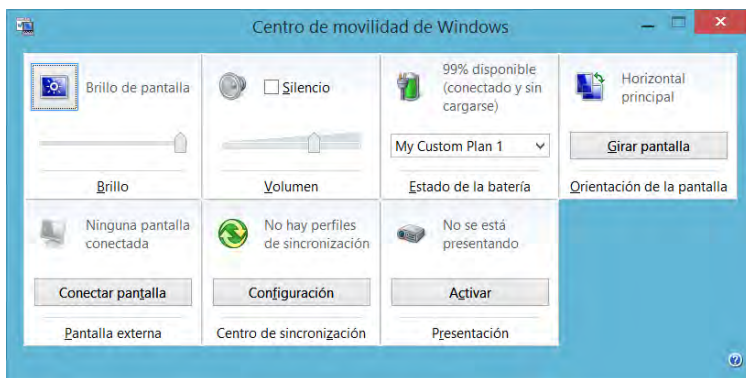 Centro de movilidad de Windows
Brillo de pantalla
Brillo
Silencio
Volumen
99% disponible
(conectado y sin
cargarse)
My Custom Plan 1
Estado de la batería
Horizontal
principal
Girar pantalla
Orientación de la pantalla
Ninguna pantalla
conectada
Conectar pantalla
Pantalla externa
No hay perfiles
de sincronización
Configuración
Centro de sincronización
No se está
presentando
Activar
Presentación